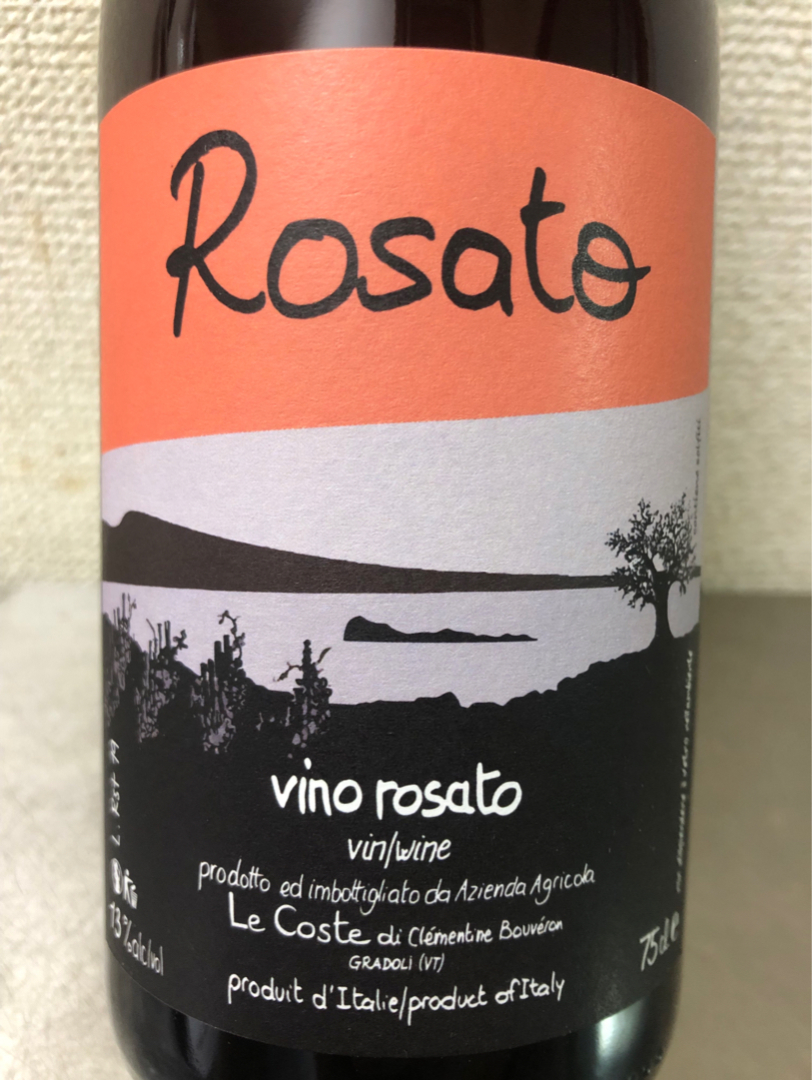 Rosato
vino rosato
vin/wine
prodotto ed imbottigliato da Azienda Agricola
Le Coste di Clémentine Bouvéron
GRADOLI (VT)
produit d'Italie/product of Italy
13%alc/vol
75cl e